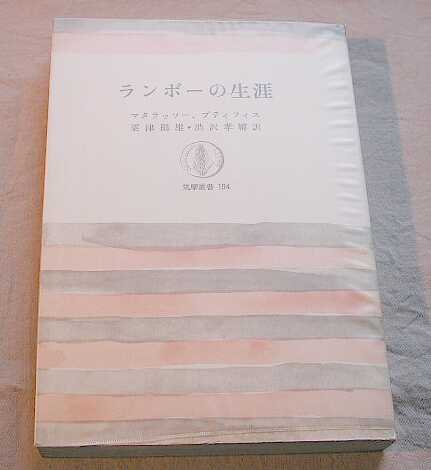 ランボーの生涯
マタラッソー、プティフィス
粟津則雄・渋沢孝輔訳
筑摩叢書 194